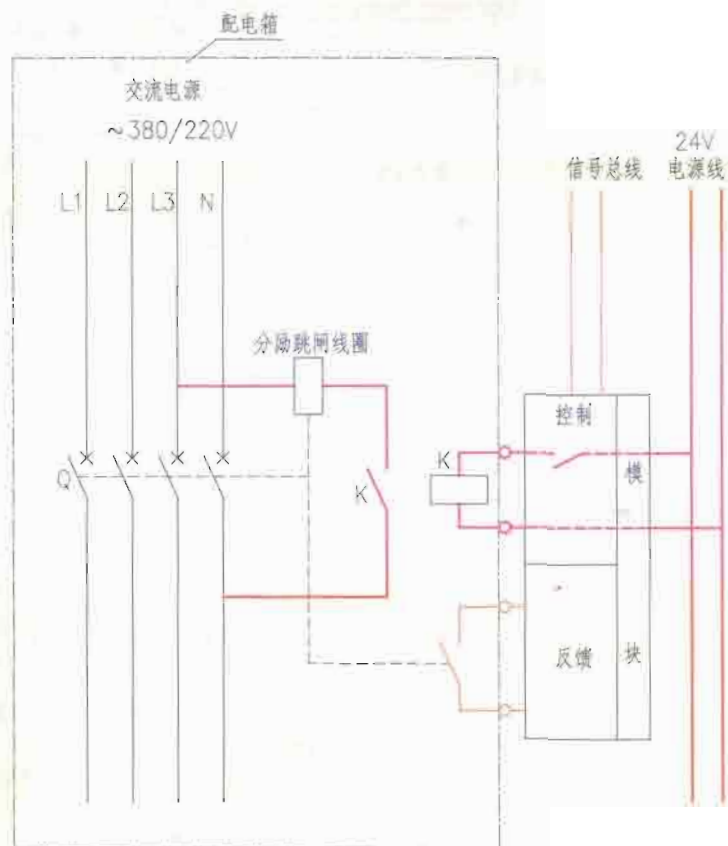 配电箱
交流电源
~380/220V
24V
信号总线 电源线
L1 L2 L3 N
分励跳闸线圈
控制
Q
K
K
模
反馈
块